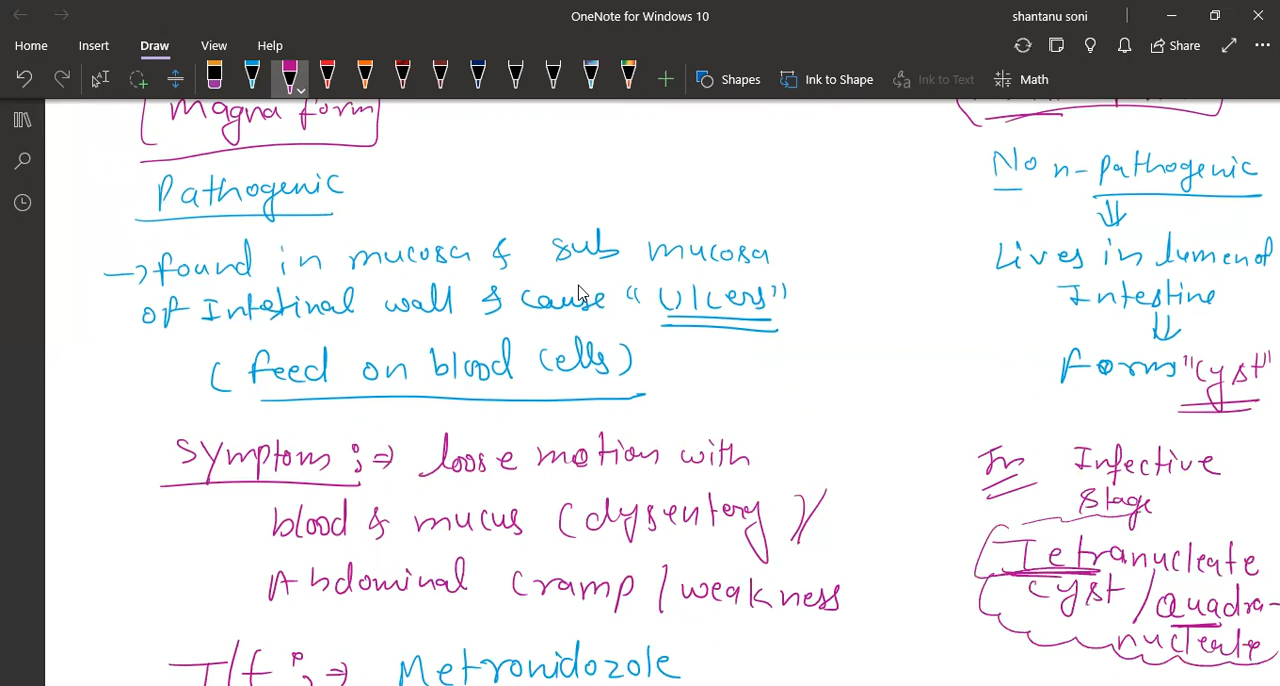 OneNote for Windows 10
shantanu soni
Home Insert Draw View Help
Share
Shapes Ink to Shape Ink to Text Math
Magna form
Pathogenic
→ found in mucosa & sub mucosa
of Intetinal wall & cause "Ulcers"
(feed on blood cells)
Symptoms :⇒ loose motion with
blood & mucus (dysentery)/
Abdominal cramp / weakness
T/t :⇒ Metronidozole
Non-pathogenic
⇓
Lives in lumen of
Intestine
⇓
Forms "Cyst"
Infective
stage
Tetranucleate
cyst / quadra-
nucleate